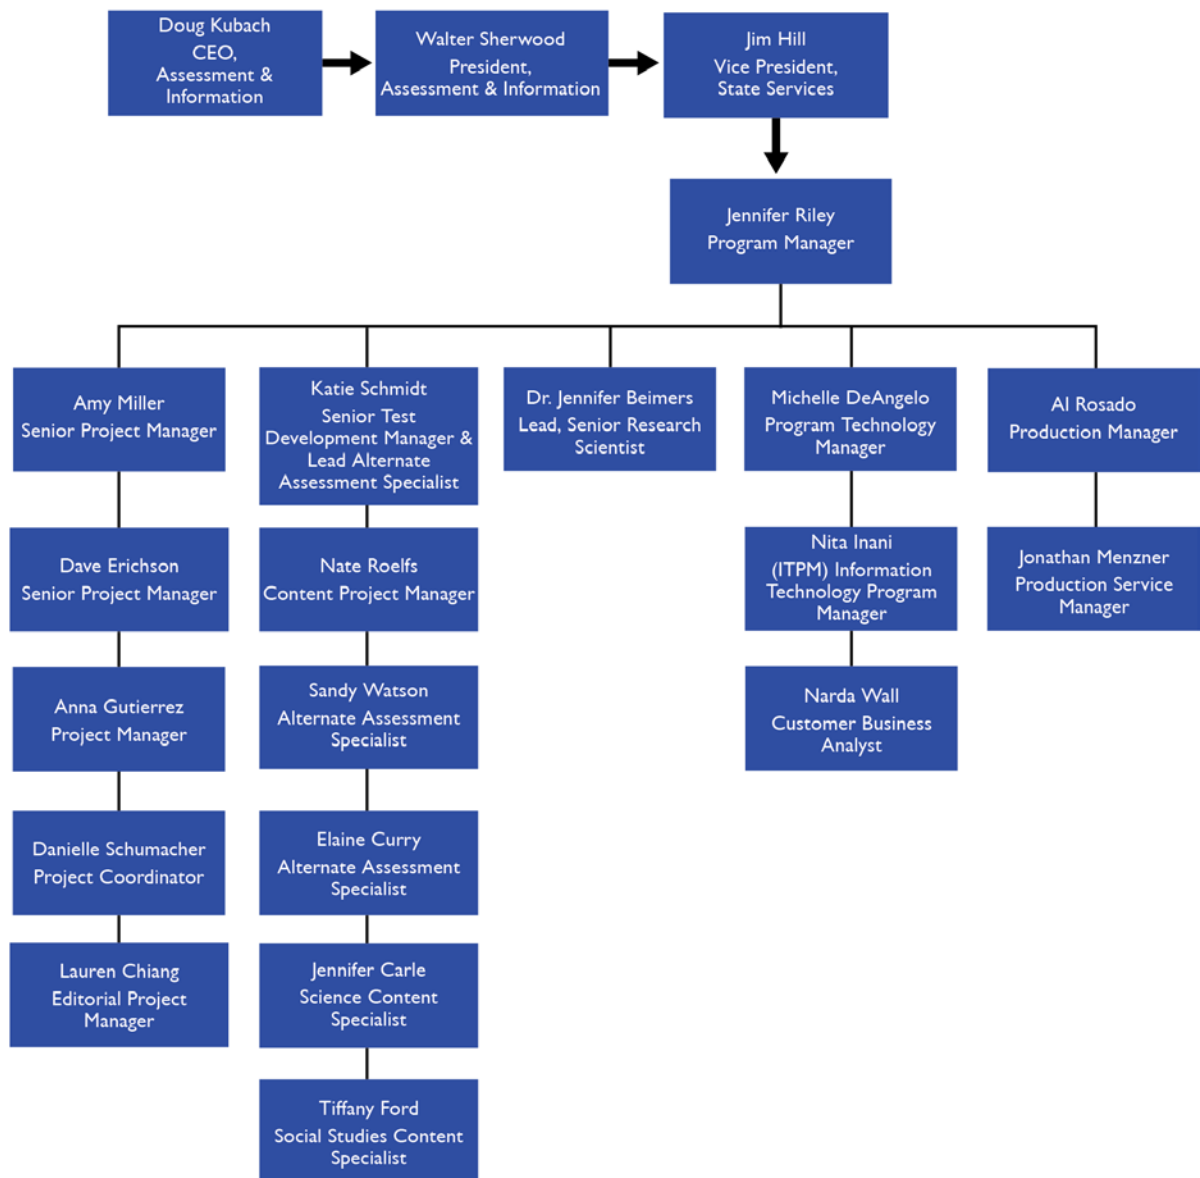 Doug Kubach
CEO,
Assessment &
Information
Walter Sherwood
President,
Assessment & Information
Jim Hill
Vice President,
State Services
Jennifer Riley
Program Manager
Amy Miller
Senior Project Manager
Katie Schmidt
Senior Test
Development Manager &
Lead Alternate
Assessment Specialist
Dr. Jennifer Beimers
Lead, Senior Research
Scientist
Michelle DeAngelo
Program Technology
Manager
Al Rosado
Production Manager
Dave Erichson
Senior Project Manager
Nate Roelfs
Content Project Manager
Nita Inani
(ITPM) Information
Technology Program
Manager
Jonathan Menzner
Production Service
Manager
Anna Gutierrez
Project Manager
Sandy Watson
Alternate Assessment
Specialist
Narda Wall
Customer Business
Analyst
Danielle Schumacher
Project Coordinator
Elaine Curry
Alternate Assessment
Specialist
Lauren Chiang
Editorial Project
Manager
Jennifer Carle
Science Content
Specialist
Tiffany Ford
Social Studies Content
Specialist